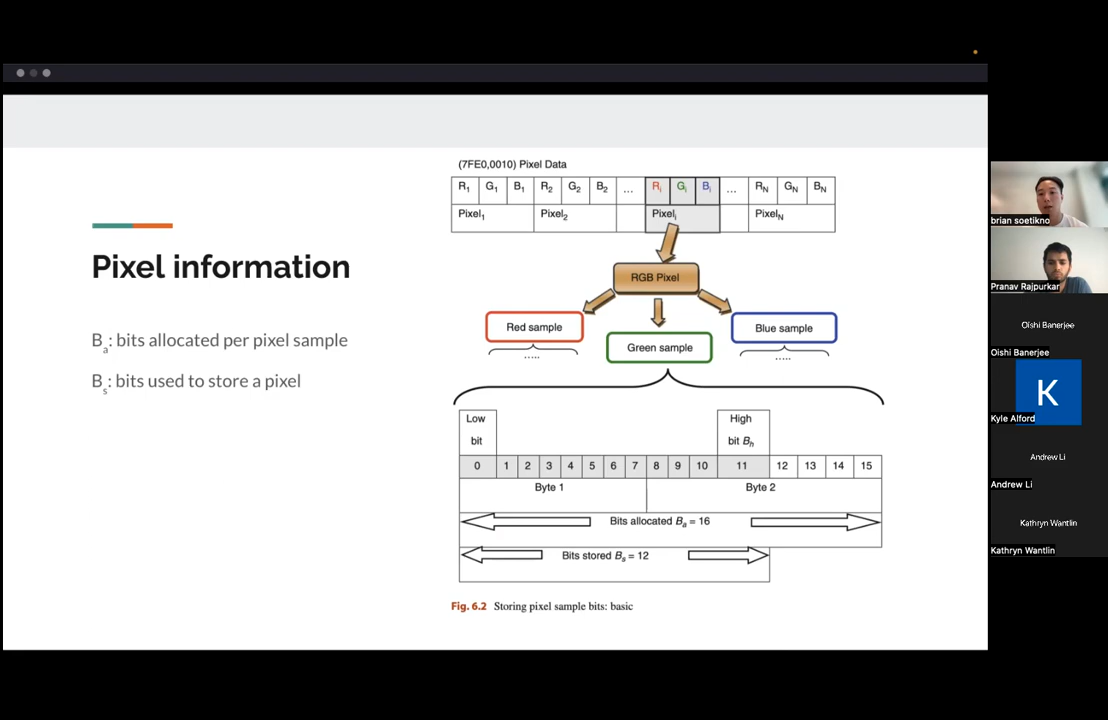 Pixel information
Ba: bits allocated per pixel sample
Bs: bits used to store a pixel
(7FE0,0010) Pixel Data
R1 G1 B1 R2 G2 B2 ... Ri Gi Bi ... RN GN BN
Pixel1 Pixel2 Pixeli PixelN
RGB Pixel
Red sample
Green sample
Blue sample
..... .....
Low bit
High bit Bh
0 1 2 3 4 5 6 7 8 9 10 11 12 13 14 15
Byte 1 Byte 2
Bits allocated Ba = 16
Bits stored Bs = 12
Fig. 6.2 Storing pixel sample bits: basic
brian soetikno
Pranav Rajpurkar
Oishi Banerjee
Oishi Banerjee
K
Kyle Alford
Andrew Li
Andrew Li
Kathryn Wantlin
Kathryn Wantlin